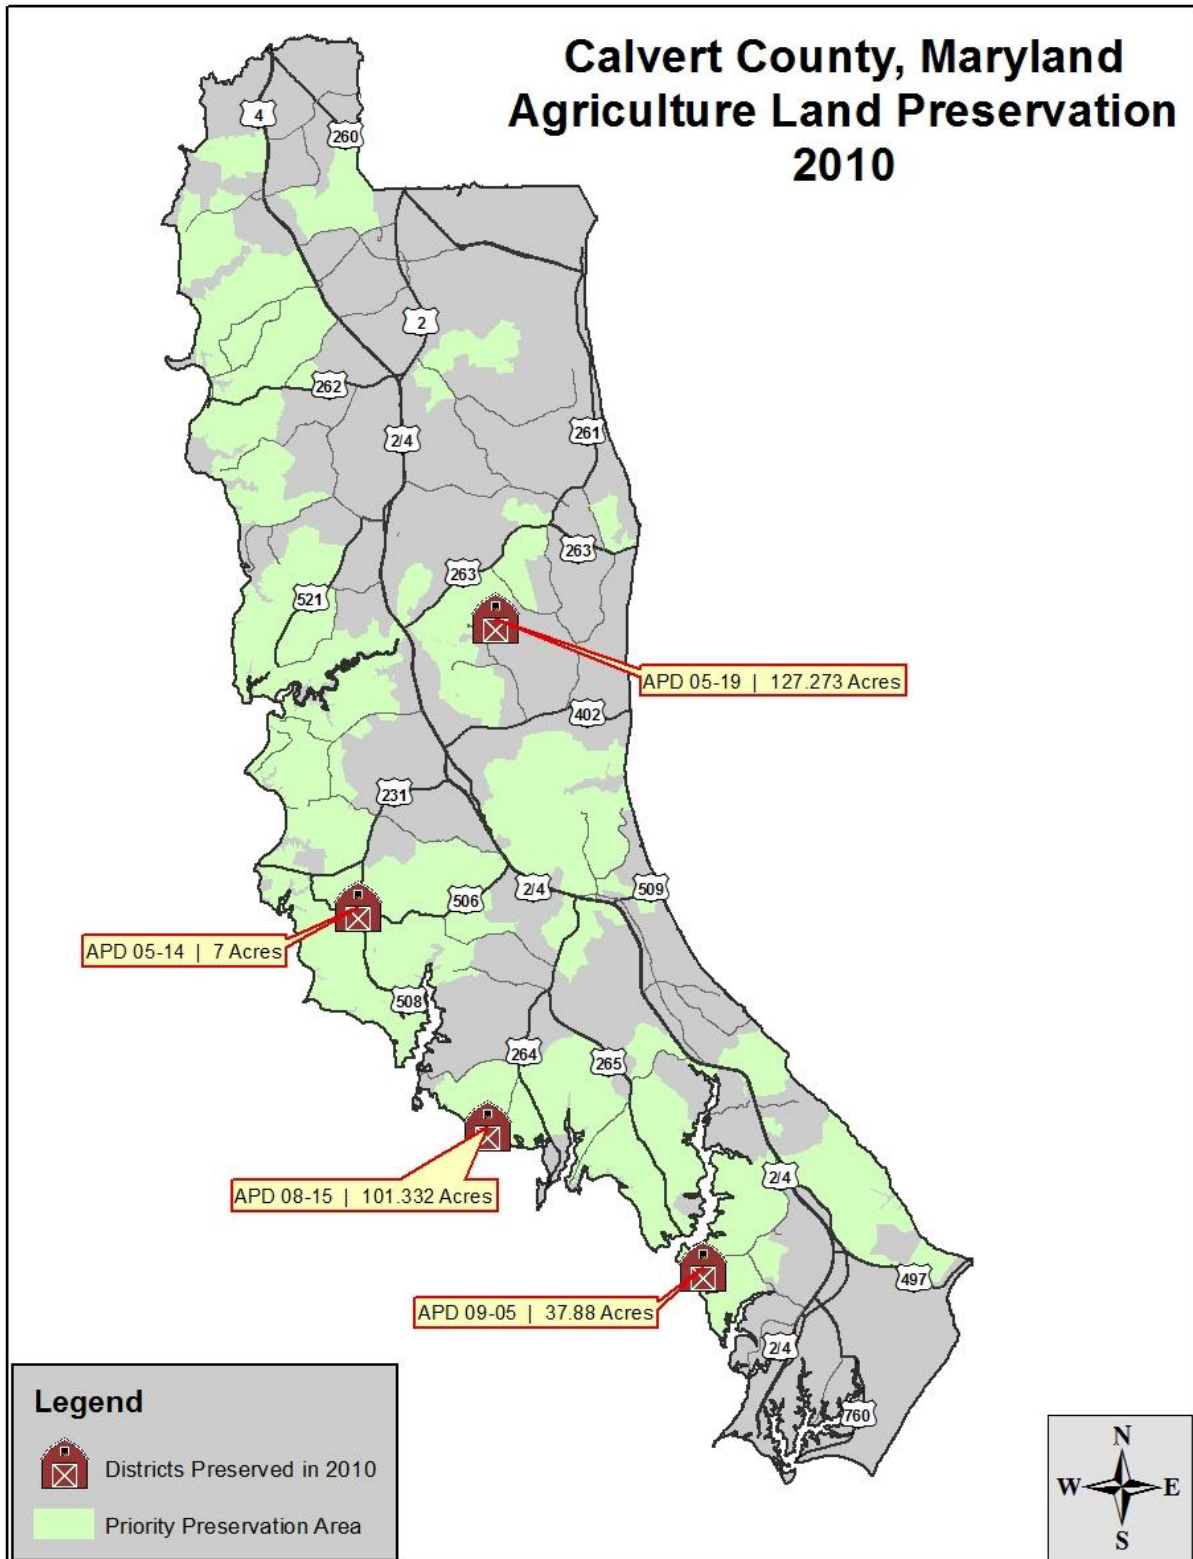 Calvert County, Maryland
Agriculture Land Preservation
2010
4
260
2
262
2/4
261
263
263
521
APD 05-19 | 127.273 Acres
402
231
2/4
509
506
APD 05-14 | 7 Acres
508
264
265
2/4
APD 08-15 | 101.332 Acres
497
APD 09-05 | 37.88 Acres
2/4
760
Legend
Districts Preserved in 2010
Priority Preservation Area
N
W E
S